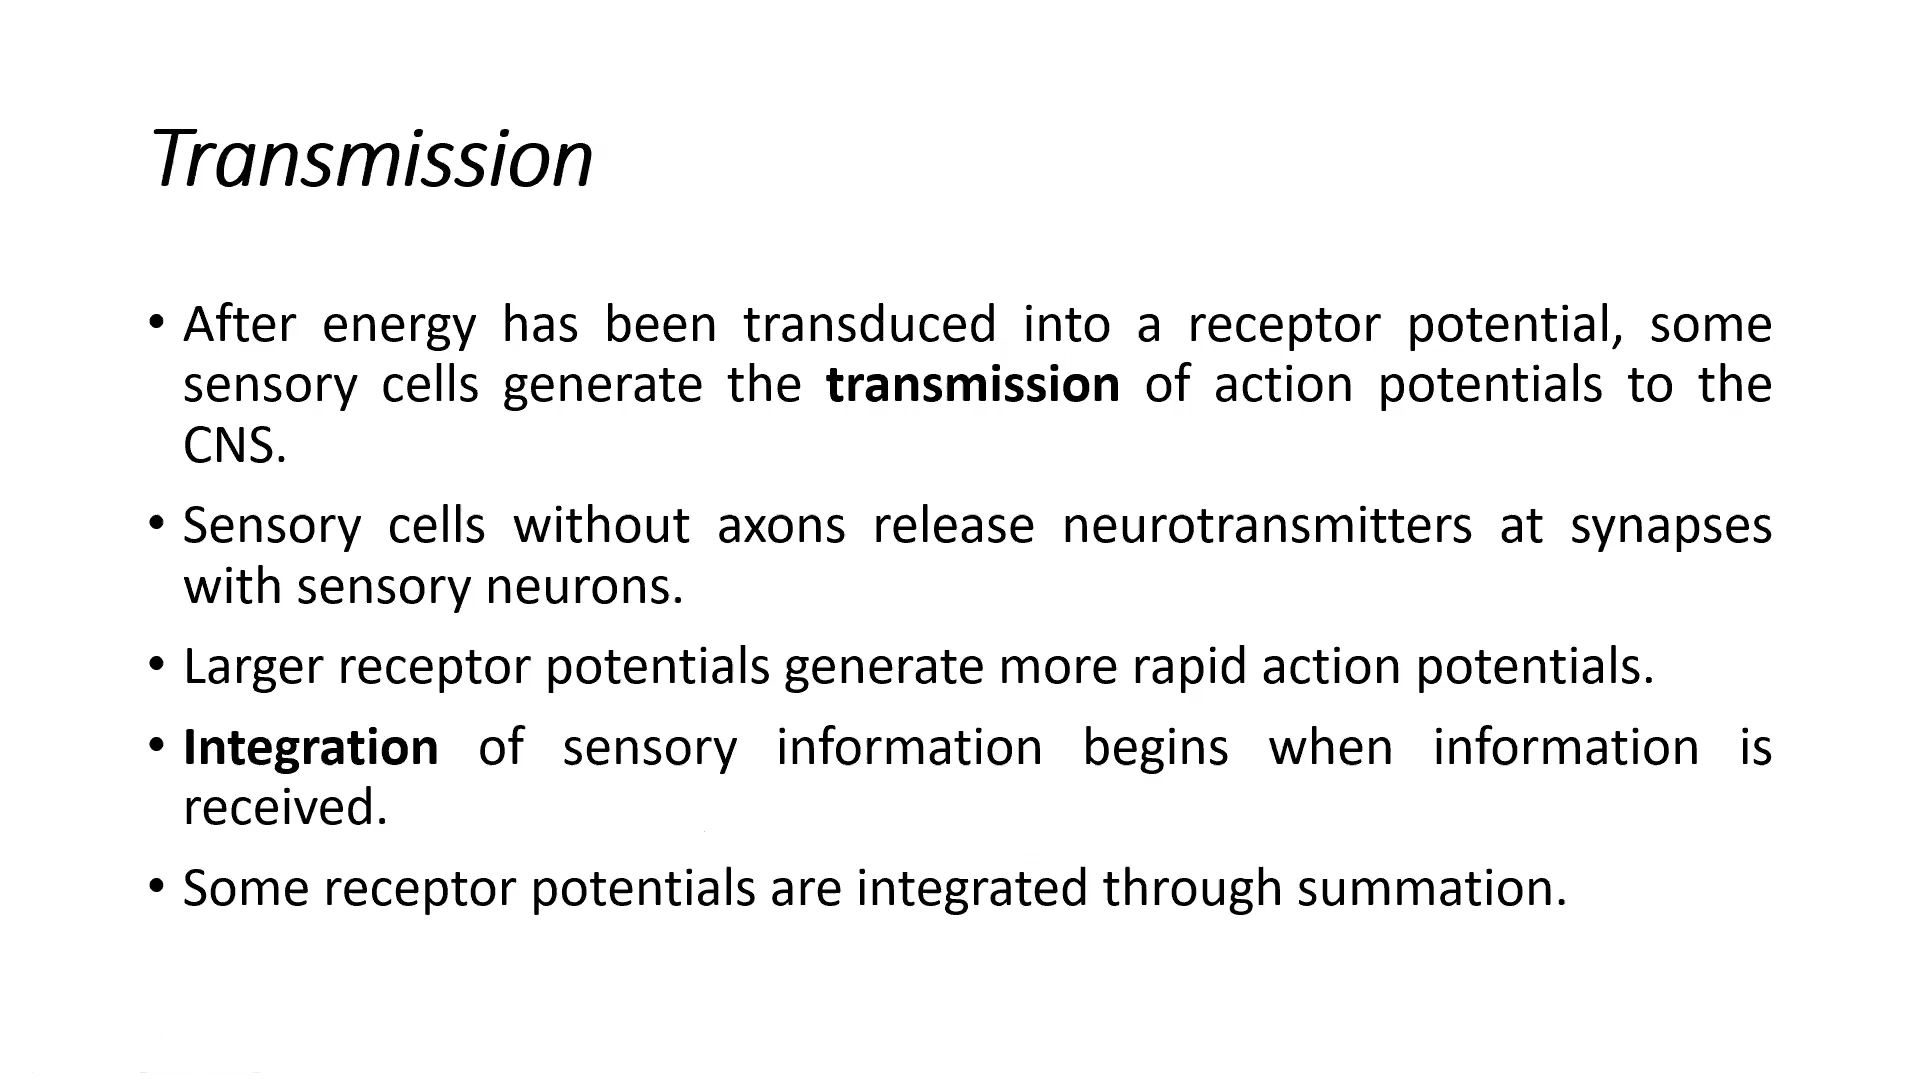 Transmission
• After energy has been transduced into a receptor potential, some
sensory cells generate the transmission of action potentials to the
CNS.
• Sensory cells without axons release neurotransmitters at synapses
with sensory neurons.
• Larger receptor potentials generate more rapid action potentials.
• Integration of sensory information begins when information is
received.
• Some receptor potentials are integrated through summation.